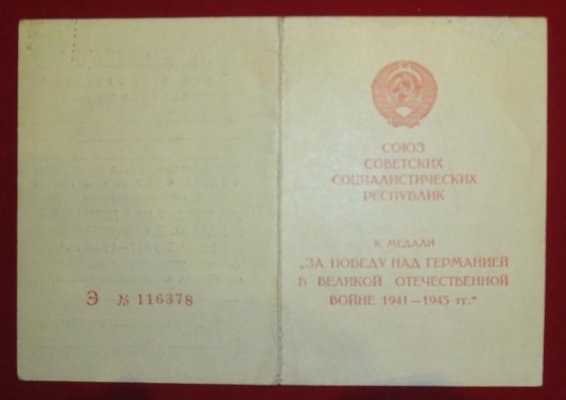 Э № 116378
СОЮЗ
СОВЕТСКИХ
СОЦИАЛИСТИЧЕСКИХ
РЕСПУБЛИК
К МЕДАЛИ
„ЗА ПОБЕДУ НАД ГЕРМАНИЕЙ
В ВЕЛИКОЙ ОТЕЧЕСТВЕННОЙ
ВОЙНЕ 1941—1945 гг.“